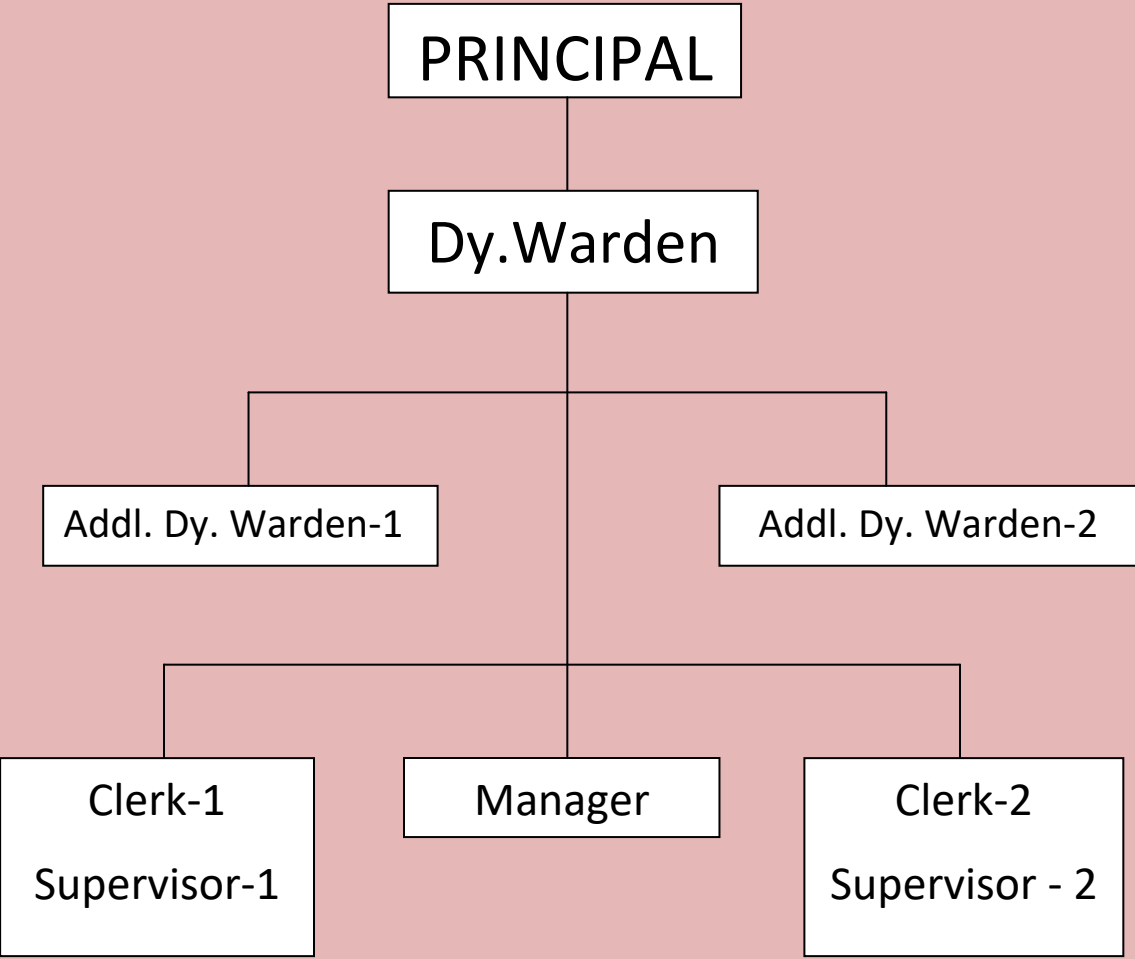 PRINCIPAL
Dy.Warden
Addl. Dy. Warden-1
Addl. Dy. Warden-2
Clerk-1
Supervisor-1
Manager
Clerk-2
Supervisor - 2